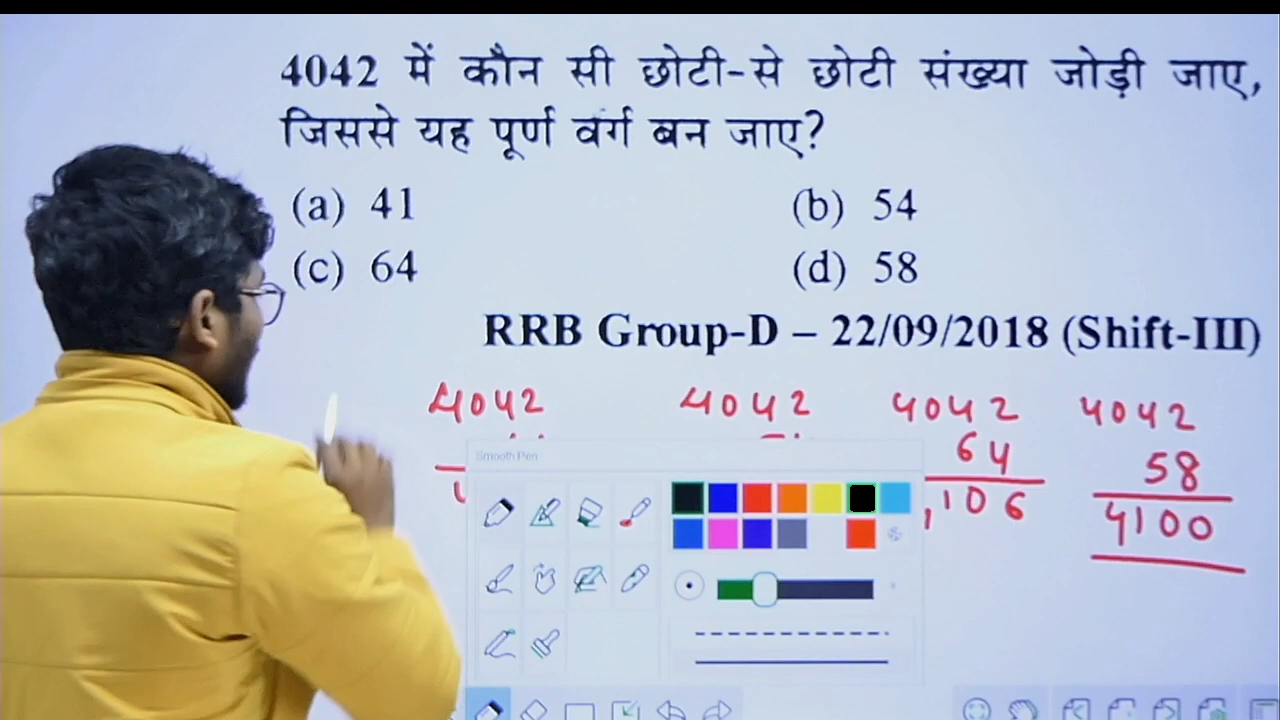 4042 में कौन सी छोटी-से छोटी संख्या जोड़ी जाए,
जिससे यह पूर्ण वर्ग बन जाए?
(a) 41 (b) 54
(c) 64 (d) 58
RRB Group-D – 22/09/2018 (Shift-III)
4042 4042 4042 4042
64 58
106 4100
Smooth Pen